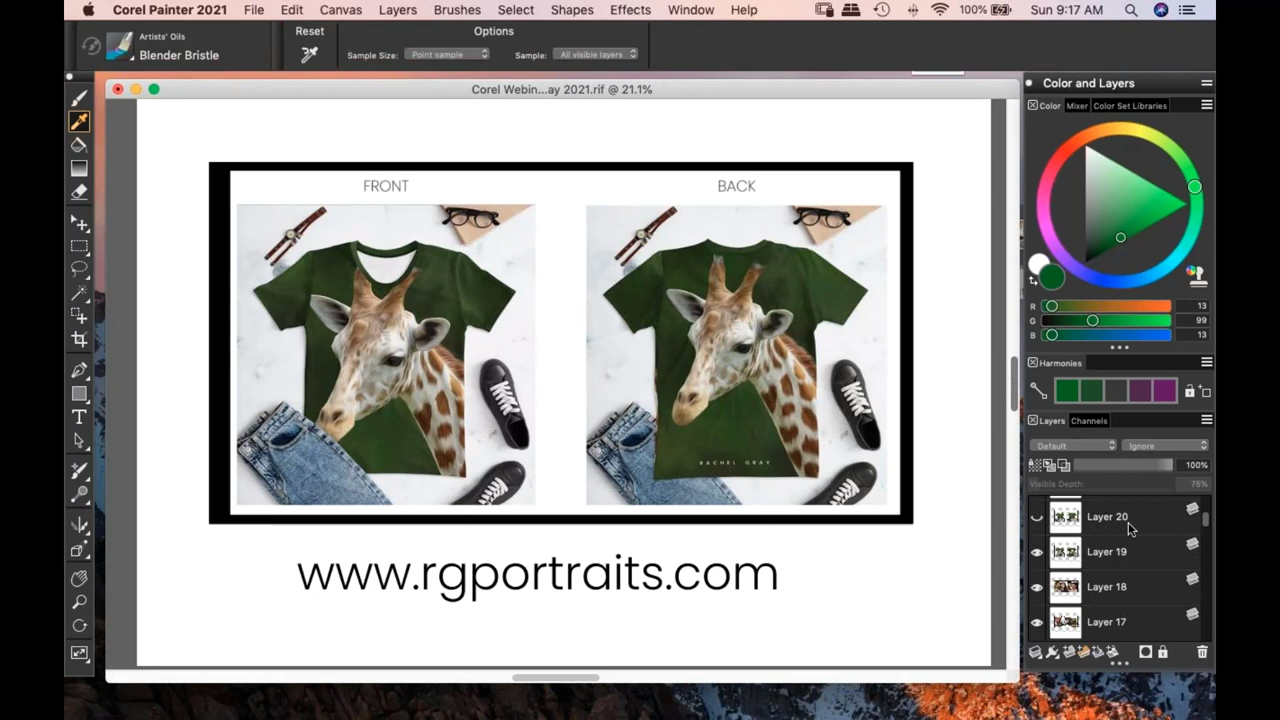 Corel Painter 2021 File Edit Canvas Layers Brushes Select Shapes Effects Window Help 100% Sun 9:17 AM
Artists' Oils
Blender Bristle
Reset
Options
Sample Size: Point sample Sample: All visible layers
Corel Webin...ay 2021.rif @ 21.1%
FRONT
BACK
RACHEL GRAY
www.rgportraits.com
Color and Layers
Color Mixer Color Set Libraries
R 13
G 99
B 13
Harmonies
Layers Channels
Default Ignore
100%
Visible Depth: 75%
Layer 20
Layer 19
Layer 18
Layer 17